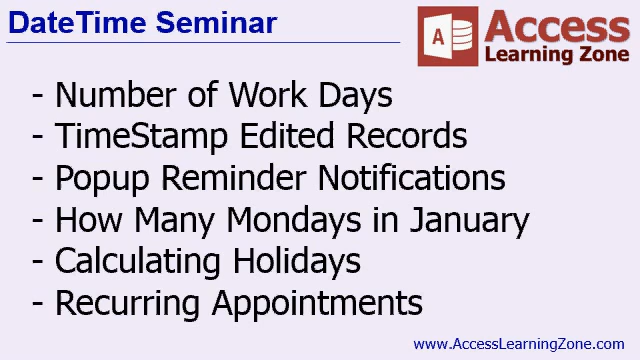 DateTime Seminar
A
Access
Learning Zone
- Number of Work Days
- TimeStamp Edited Records
- Popup Reminder Notifications
- How Many Mondays in January
- Calculating Holidays
- Recurring Appointments
www.AccessLearningZone.com